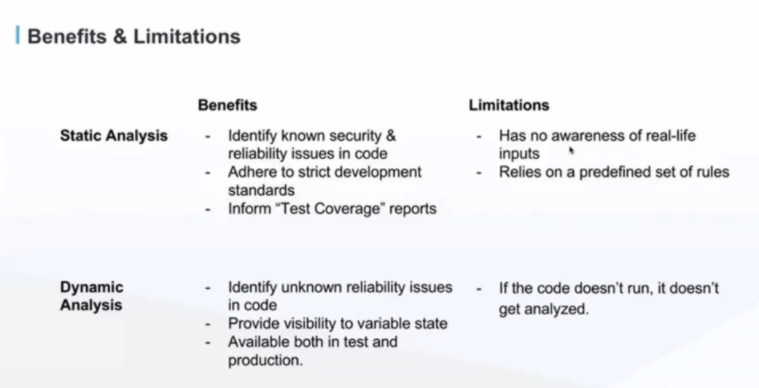 Benefits & Limitations
Benefits
Limitations
Static Analysis
- Identify known security &
reliability issues in code
- Adhere to strict development
standards
- Inform “Test Coverage” reports
- Has no awareness of real-life
inputs
- Relies on a predefined set of rules
Dynamic
Analysis
- Identify unknown reliability issues
in code
- Provide visibility to variable state
- Available both in test and
production.
- If the code doesn’t run, it doesn’t
get analyzed.